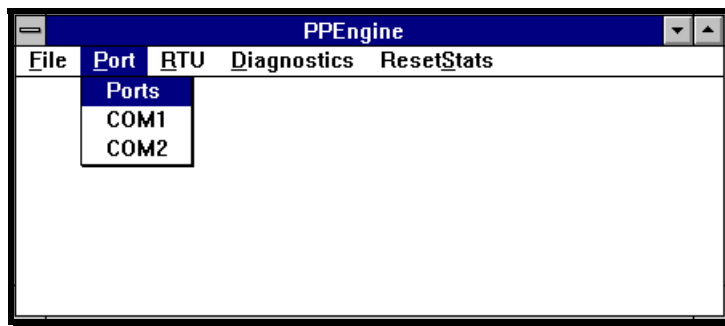 PPEngine
File Port RTU Diagnostics ResetStats
Ports
COM1
COM2